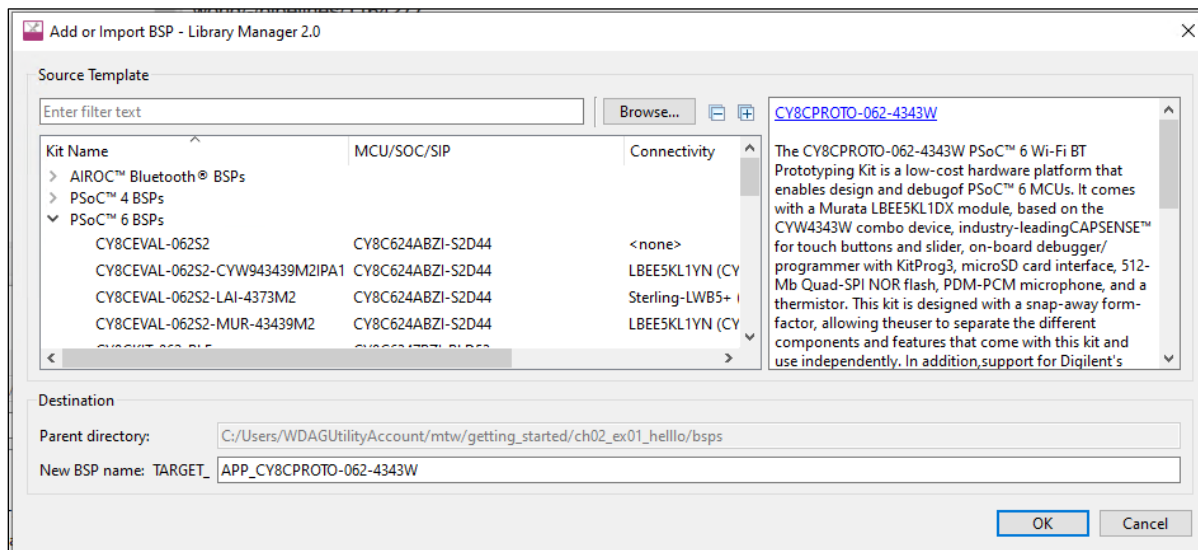 Add or Import BSP - Library Manager 2.0
Source Template
Enter filter text
Browse...
Kit Name MCU/SOC/SIP Connectivity
AIROC™ Bluetooth® BSPs
PSoC™ 4 BSPs
PSoC™ 6 BSPs
CY8CEVAL-062S2 CY8C624ABZI-S2D44 <none>
CY8CEVAL-062S2-CYW943439M2IPA1 CY8C624ABZI-S2D44 LBEE5KL1YN (CY
CY8CEVAL-062S2-LAI-4373M2 CY8C624ABZI-S2D44 Sterling-LWB5+ (
CY8CEVAL-062S2-MUR-43439M2 CY8C624ABZI-S2D44 LBEE5KL1YN (CY
CY8CPROTO-062-4343W
The CY8CPROTO-062-4343W PSoC™ 6 Wi-Fi BT
Prototyping Kit is a low-cost hardware platform that
enables design and debugof PSoC™ 6 MCUs. It comes
with a Murata LBEE5KL1DX module, based on the
CYW4343W combo device, industry-leadingCAPSENSE™
for touch buttons and slider, on-board debugger/
programmer with KitProg3, microSD card interface, 512-
Mb Quad-SPI NOR flash, PDM-PCM microphone, and a
thermistor. This kit is designed with a snap-away form-
factor, allowing theuser to separate the different
components and features that come with this kit and
use independently. In addition,support for Digilent's
Destination
Parent directory: C:/Users/WDAGUtilityAccount/mtw/getting_started/ch02_ex01_helllo/bsps
New BSP name: TARGET_ APP_CY8CPROTO-062-4343W
OK Cancel